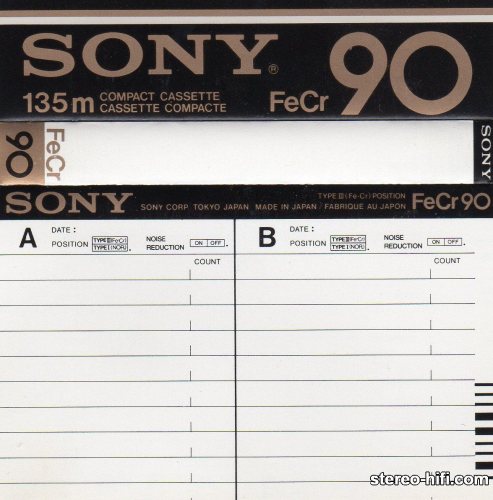 SONY®
FeCr 90
135m COMPACT CASSETTE
CASSETTE COMPACTE
FeCr 90
SONY
SONY
TYPE III (Fe-Cr) POSITION
SONY CORP TOKYO JAPAN MADE IN JAPAN / FABRIQUE AU JAPON
FeCr 90
A DATE :
POSITION TYPE III(FeCr) TYPE I (NOR) . NOISE REDUCTION ON OFF .
COUNT
B DATE :
POSITION TYPE III(FeCr) TYPE I (NOR) . NOISE REDUCTION ON OFF .
COUNT
stereo-hifi.com